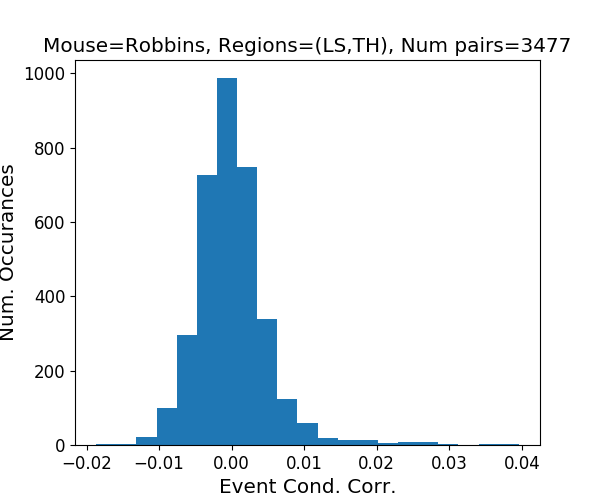 Mouse=Robbins, Regions=(LS,TH), Num pairs=3477
Num. Occurances
1000
800
600
400
200
0
−0.02 −0.01 0.00 0.01 0.02 0.03 0.04
Event Cond. Corr.